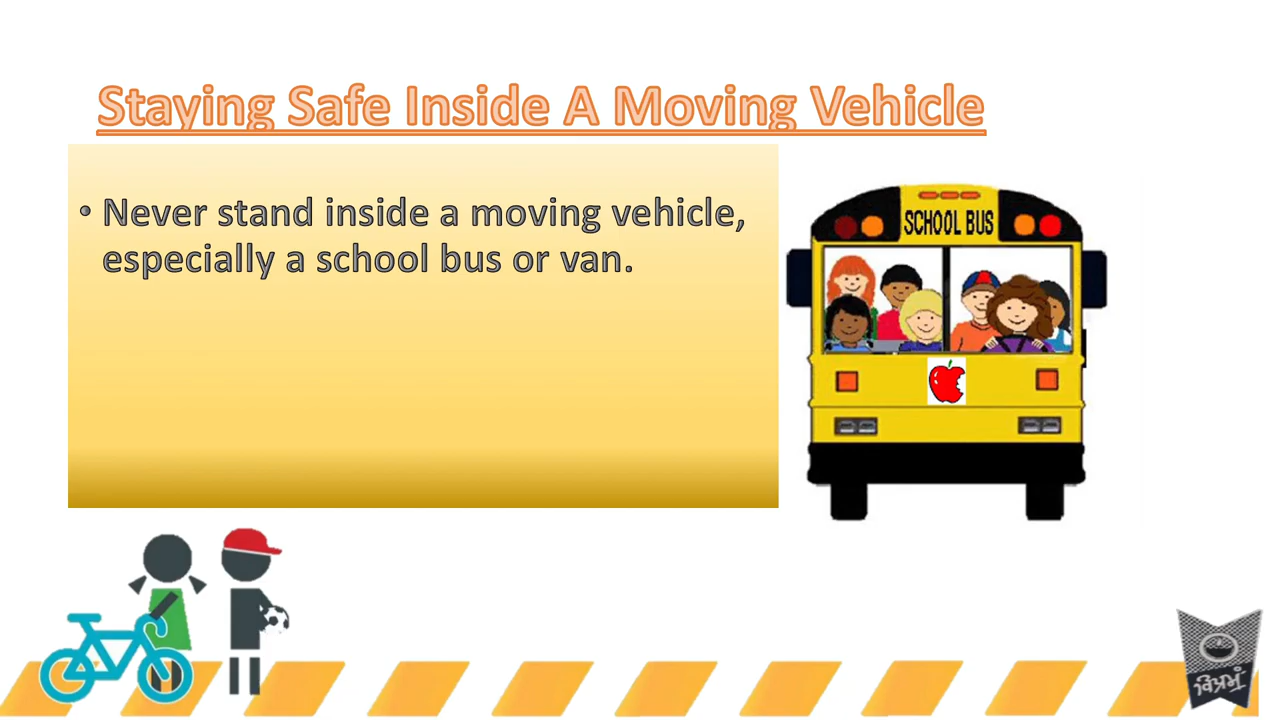 Staying Safe Inside A Moving Vehicle
• Never stand inside a moving vehicle,
especially a school bus or van.
SCHOOL BUS